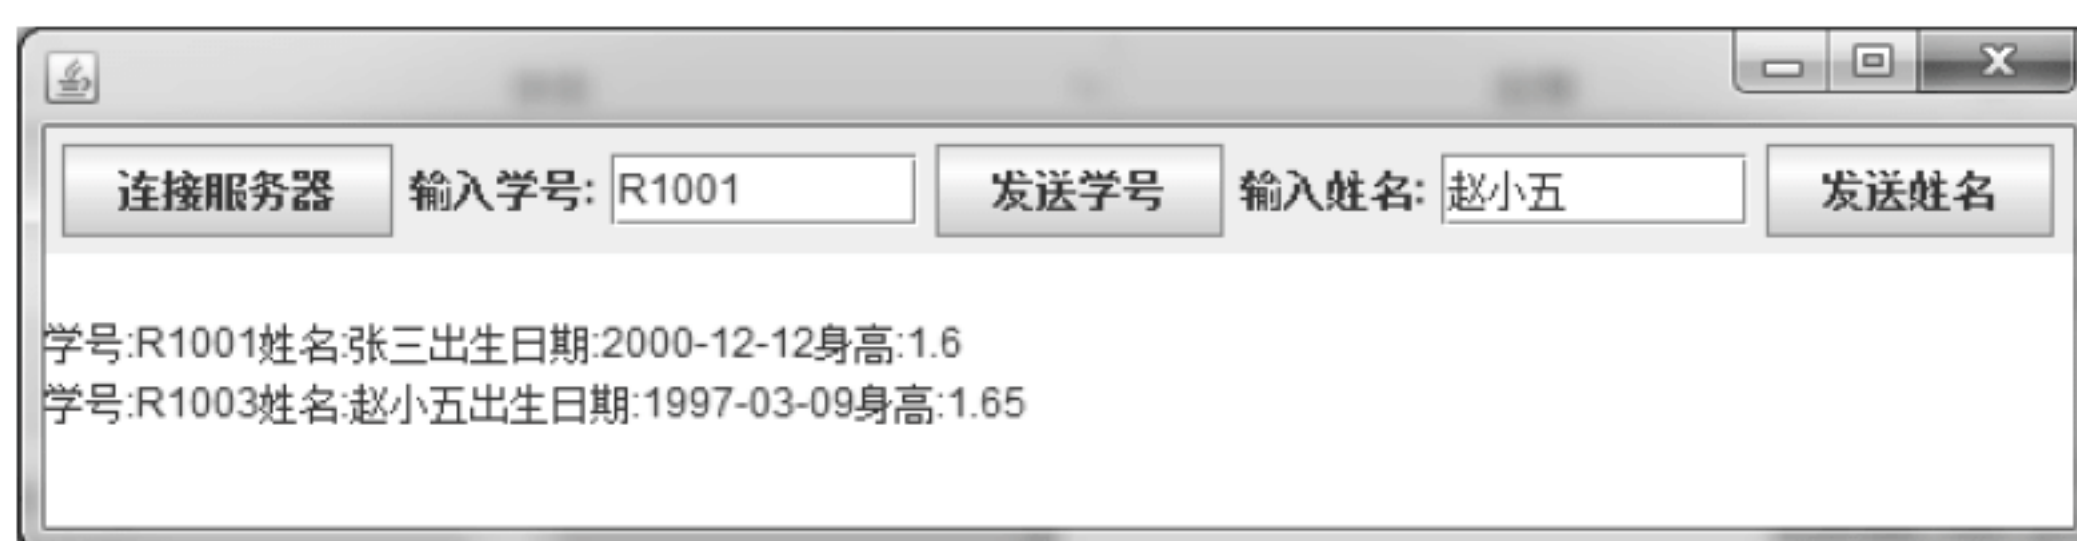 连接服务器 输入学号: R1001 发送学号 输入姓名: 赵小五 发送姓名
学号:R1001姓名:张三出生日期:2000-12-12身高:1.6
学号:R1003姓名:赵小五出生日期:1997-03-09身高:1.65